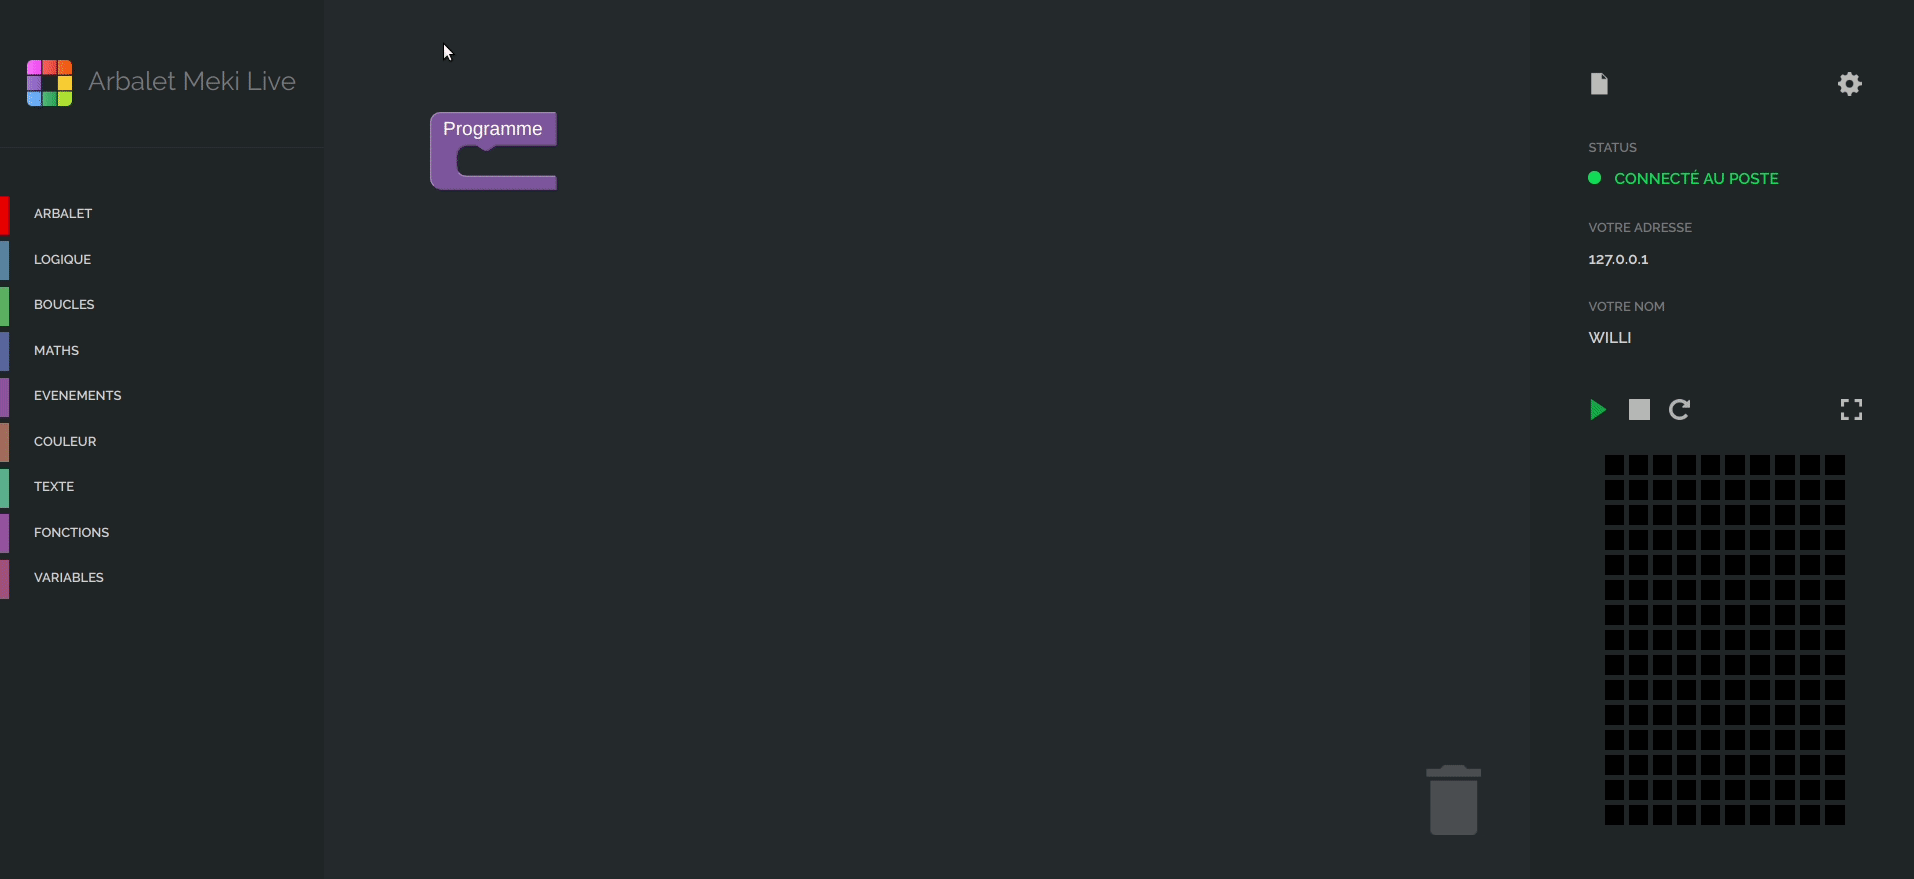 Arbalet Meki Live
ARBALET
LOGIQUE
BOUCLES
MATHS
EVENEMENTS
COULEUR
TEXTE
FONCTIONS
VARIABLES
Programme
STATUS
CONNECTÉ AU POSTE
VOTRE ADRESSE
127.0.0.1
VOTRE NOM
WILLI